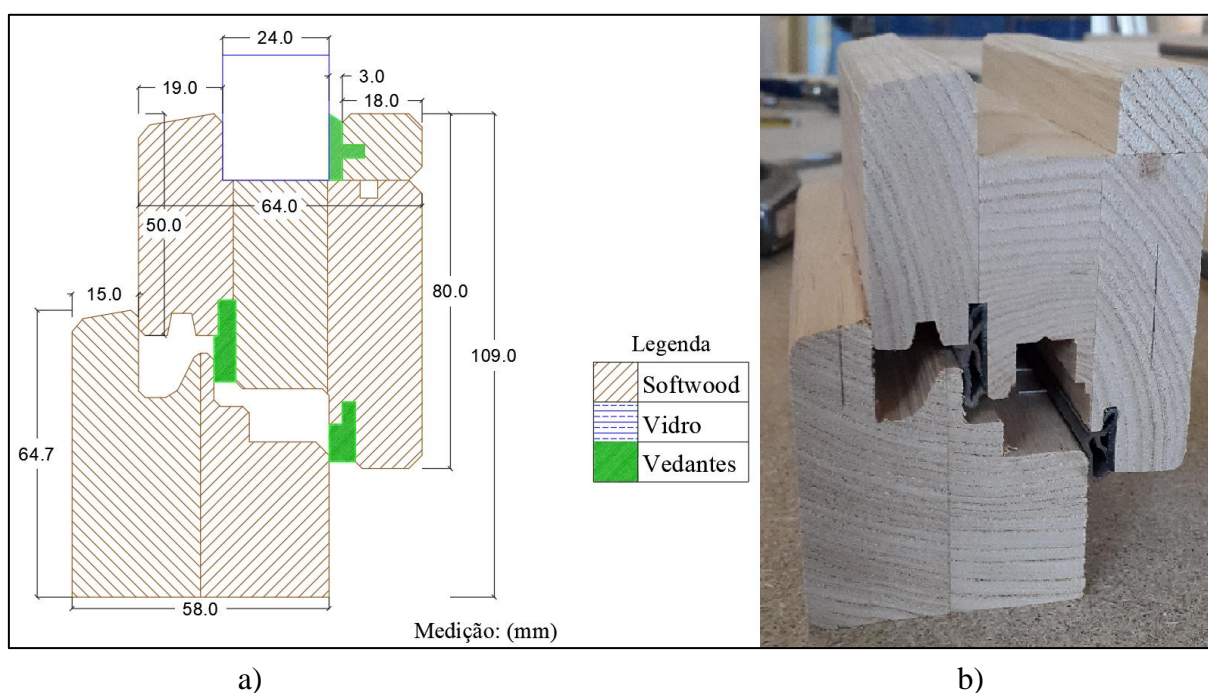 24.0
3.0
19.0
18.0
64.0
50.0
15.0
80.0
109.0
64.7
58.0
Legenda
Softwood
Vidro
Vedantes
Medição: (mm)
a)
b)